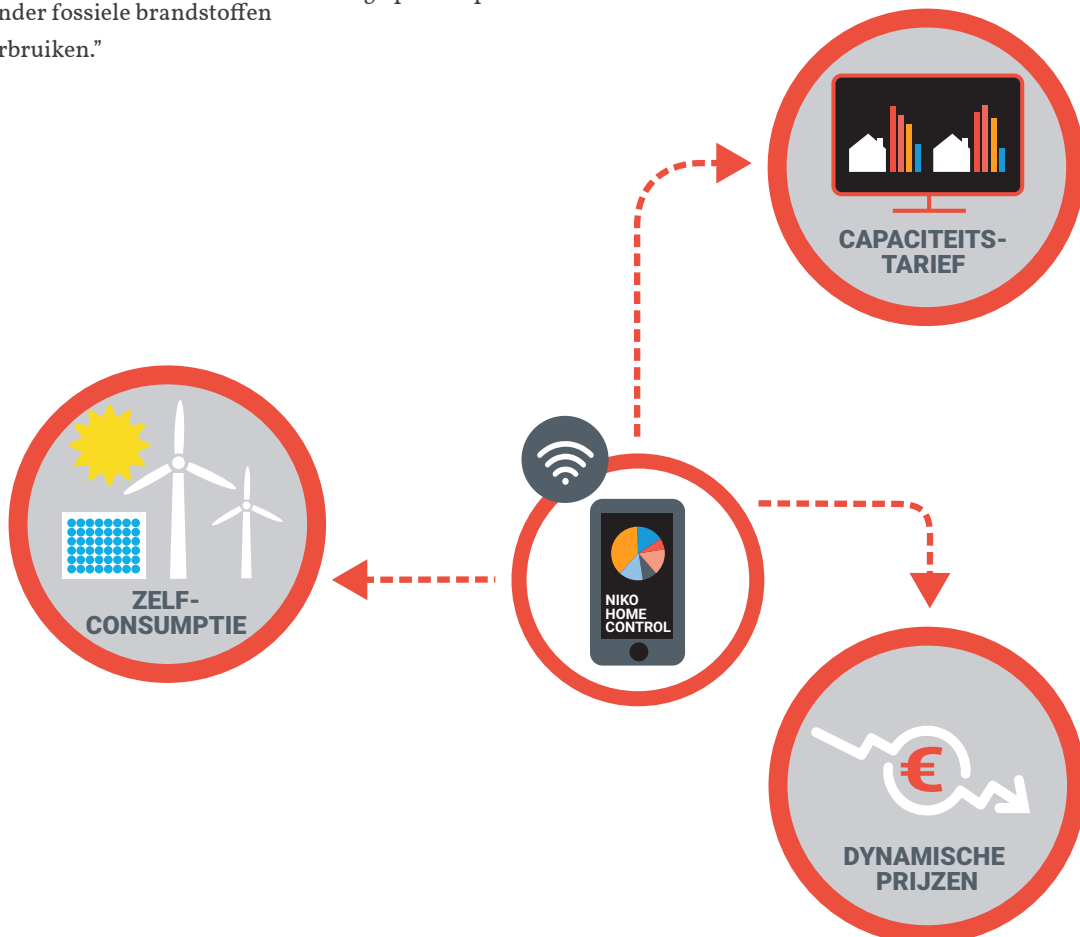 nder fossiele brandstoffen
rbruiken.”
CAPACITEITS-
TARIEF
ZELF-
CONSUMPTIE
NIKO
HOME
CONTROL
€
DYNAMISCHE
PRIJZEN